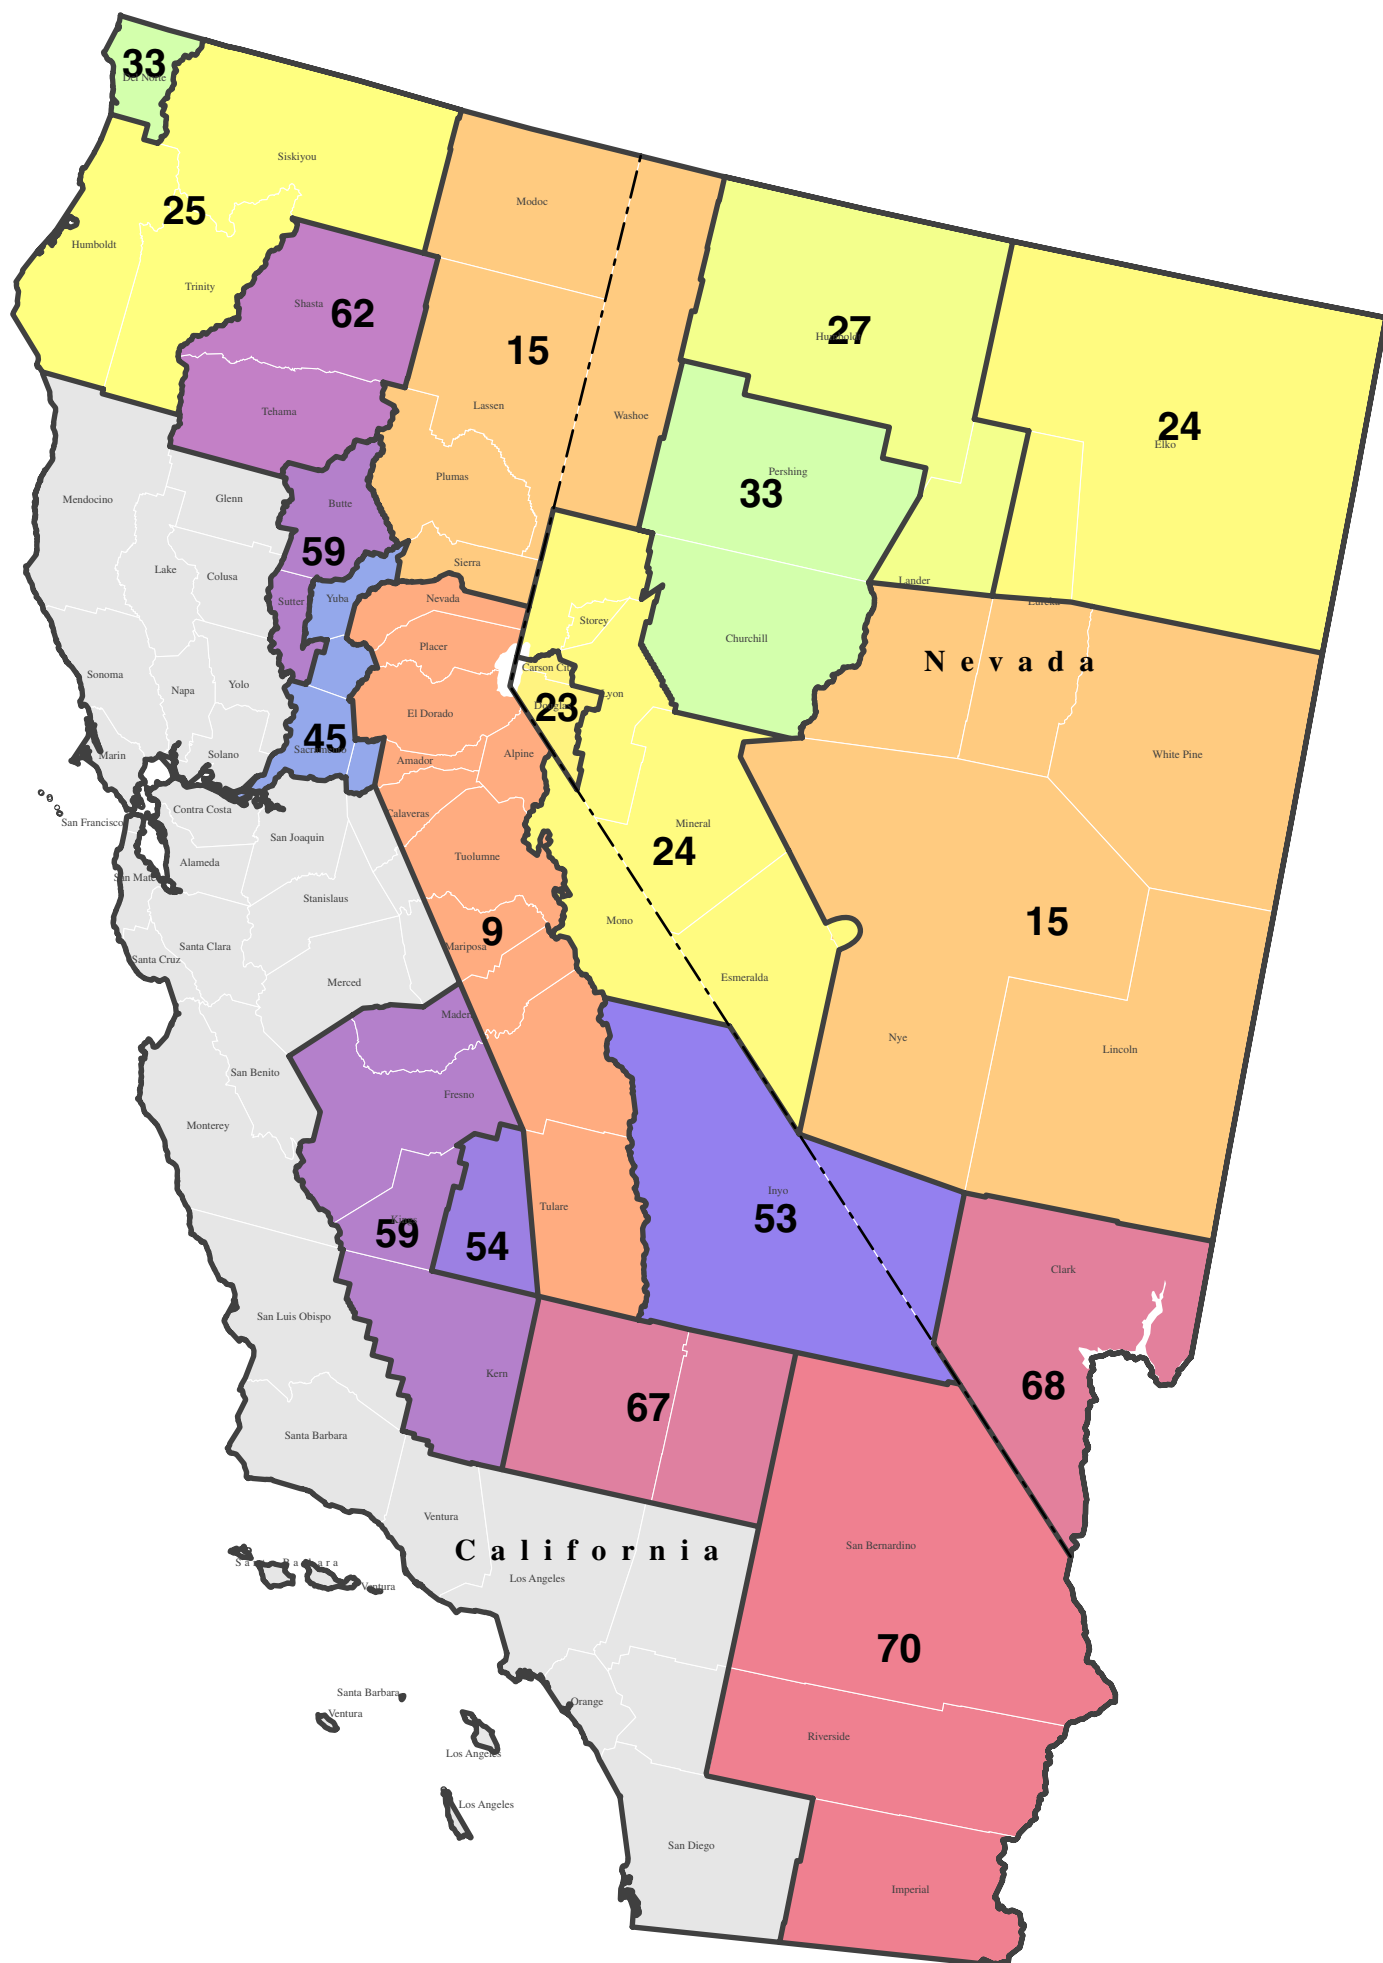 33
Del Norte
Siskiyou
Modoc
25
Humboldt
Trinity
Shasta
62
15
27
Humboldt
Lassen
Washoe
Tehama
24
Elko
Plumas
Pershing
33
Mendocino
Glenn
Butte
59
Sierra
Lake
Colusa
Lander
Sutter
Yuba
Nevada
Eureka
Storey
Churchill
Placer
Nevada
Sonoma
Napa
Yolo
Carson City
Lyon
23
Douglas
El Dorado
45
Sacramento
Marin
Solano
Amador
Alpine
White Pine
San Francisco
Contra Costa
Calaveras
San Joaquin
Mineral
24
Alameda
Tuolumne
San Mateo
Stanislaus
Mono
15
9
Santa Clara
Mariposa
Santa Cruz
Merced
Esmeralda
Madera
Nye
Lincoln
San Benito
Fresno
Monterey
Inyo
53
Tulare
Kings
59
54
Clark
San Luis Obispo
Kern
68
67
Santa Barbara
Ventura
California
San Bernardino
Santa Barbara
Los Angeles
Ventura
70
Santa Barbara
Orange
Ventura
Riverside
Los Angeles
Los Angeles
San Diego
Imperial